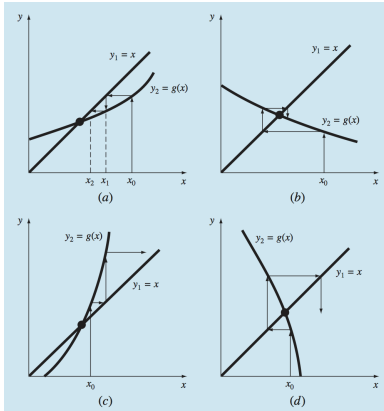 y
y₁ = x
y₂ = g(x)
x₂ x₁ x₀ x
(a)
y
y₁ = x
y₂ = g(x)
x₀ x
(b)
y
y₂ = g(x)
y₁ = x
x₀ x
(c)
y
y₂ = g(x)
y₁ = x
x₀ x
(d)